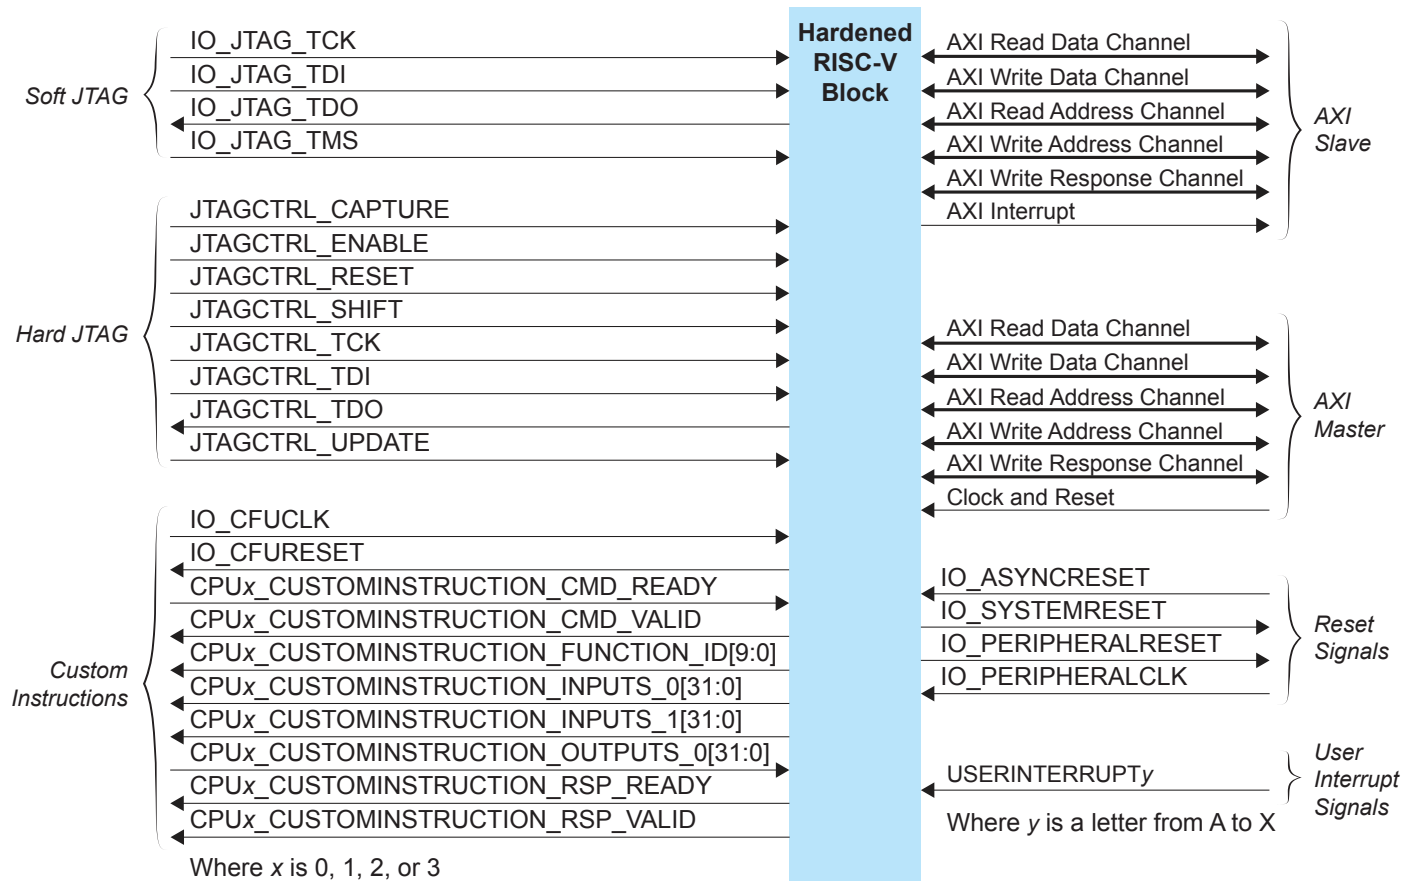 Soft JTAG
IO_JTAG_TCK
IO_JTAG_TDI
IO_JTAG_TDO
IO_JTAG_TMS
Hard JTAG
JTAGCTRL_CAPTURE
JTAGCTRL_ENABLE
JTAGCTRL_RESET
JTAGCTRL_SHIFT
JTAGCTRL_TCK
JTAGCTRL_TDI
JTAGCTRL_TDO
JTAGCTRL_UPDATE
Custom
Instructions
IO_CFUCLK
IO_CFURESET
CPUx_CUSTOMINSTRUCTION_CMD_READY
CPUx_CUSTOMINSTRUCTION_CMD_VALID
CPUx_CUSTOMINSTRUCTION_FUNCTION_ID[9:0]
CPUx_CUSTOMINSTRUCTION_INPUTS_0[31:0]
CPUx_CUSTOMINSTRUCTION_INPUTS_1[31:0]
CPUx_CUSTOMINSTRUCTION_OUTPUTS_0[31:0]
CPUx_CUSTOMINSTRUCTION_RSP_READY
CPUx_CUSTOMINSTRUCTION_RSP_VALID
Where x is 0, 1, 2, or 3
Hardened
RISC-V
Block
AXI Read Data Channel
AXI Write Data Channel
AXI Read Address Channel
AXI Write Address Channel
AXI Write Response Channel
AXI Interrupt
AXI
Slave
AXI Read Data Channel
AXI Write Data Channel
AXI Read Address Channel
AXI Write Address Channel
AXI Write Response Channel
Clock and Reset
AXI
Master
IO_ASYNCRESET
IO_SYSTEMRESET
IO_PERIPHERALRESET
IO_PERIPHERALCLK
Reset
Signals
USERINTERRUPTy
Where y is a letter from A to X
User
Interrupt
Signals